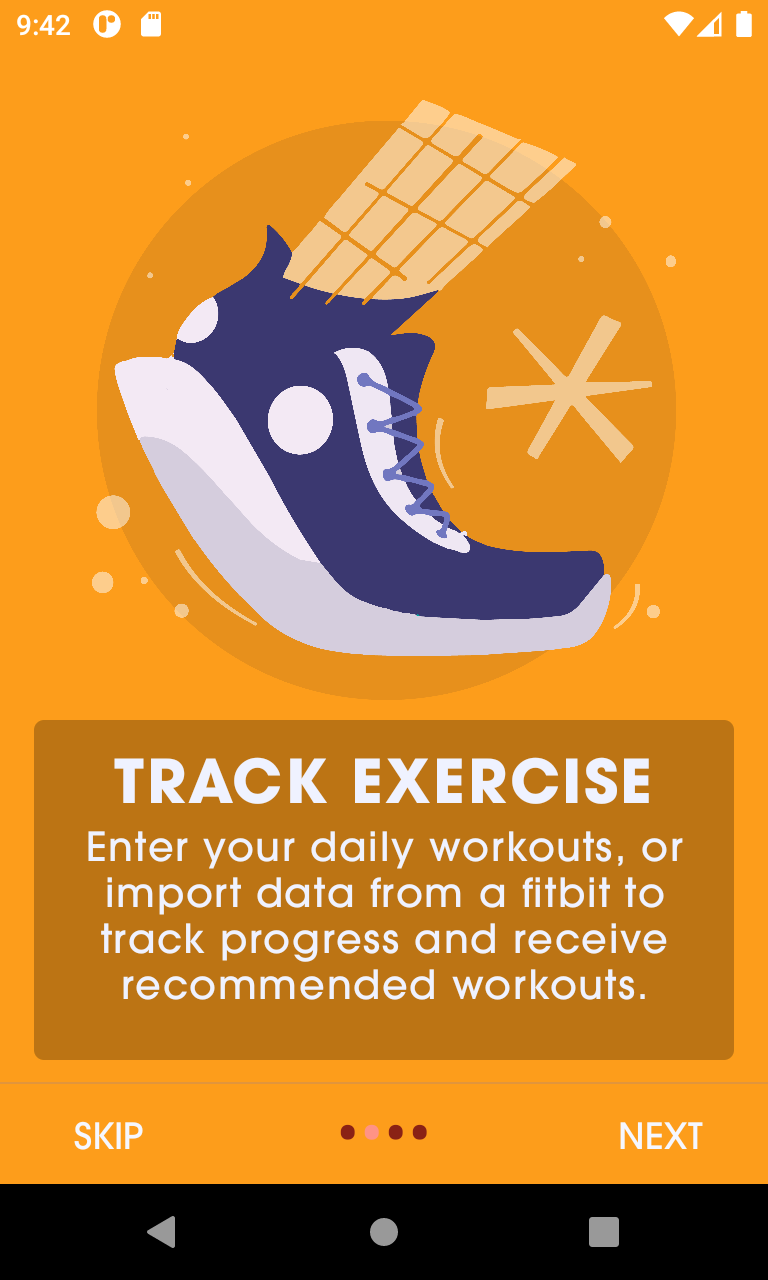 9:42
TRACK EXERCISE
Enter your daily workouts, or
import data from a fitbit to
track progress and receive
recommended workouts.
SKIP
NEXT